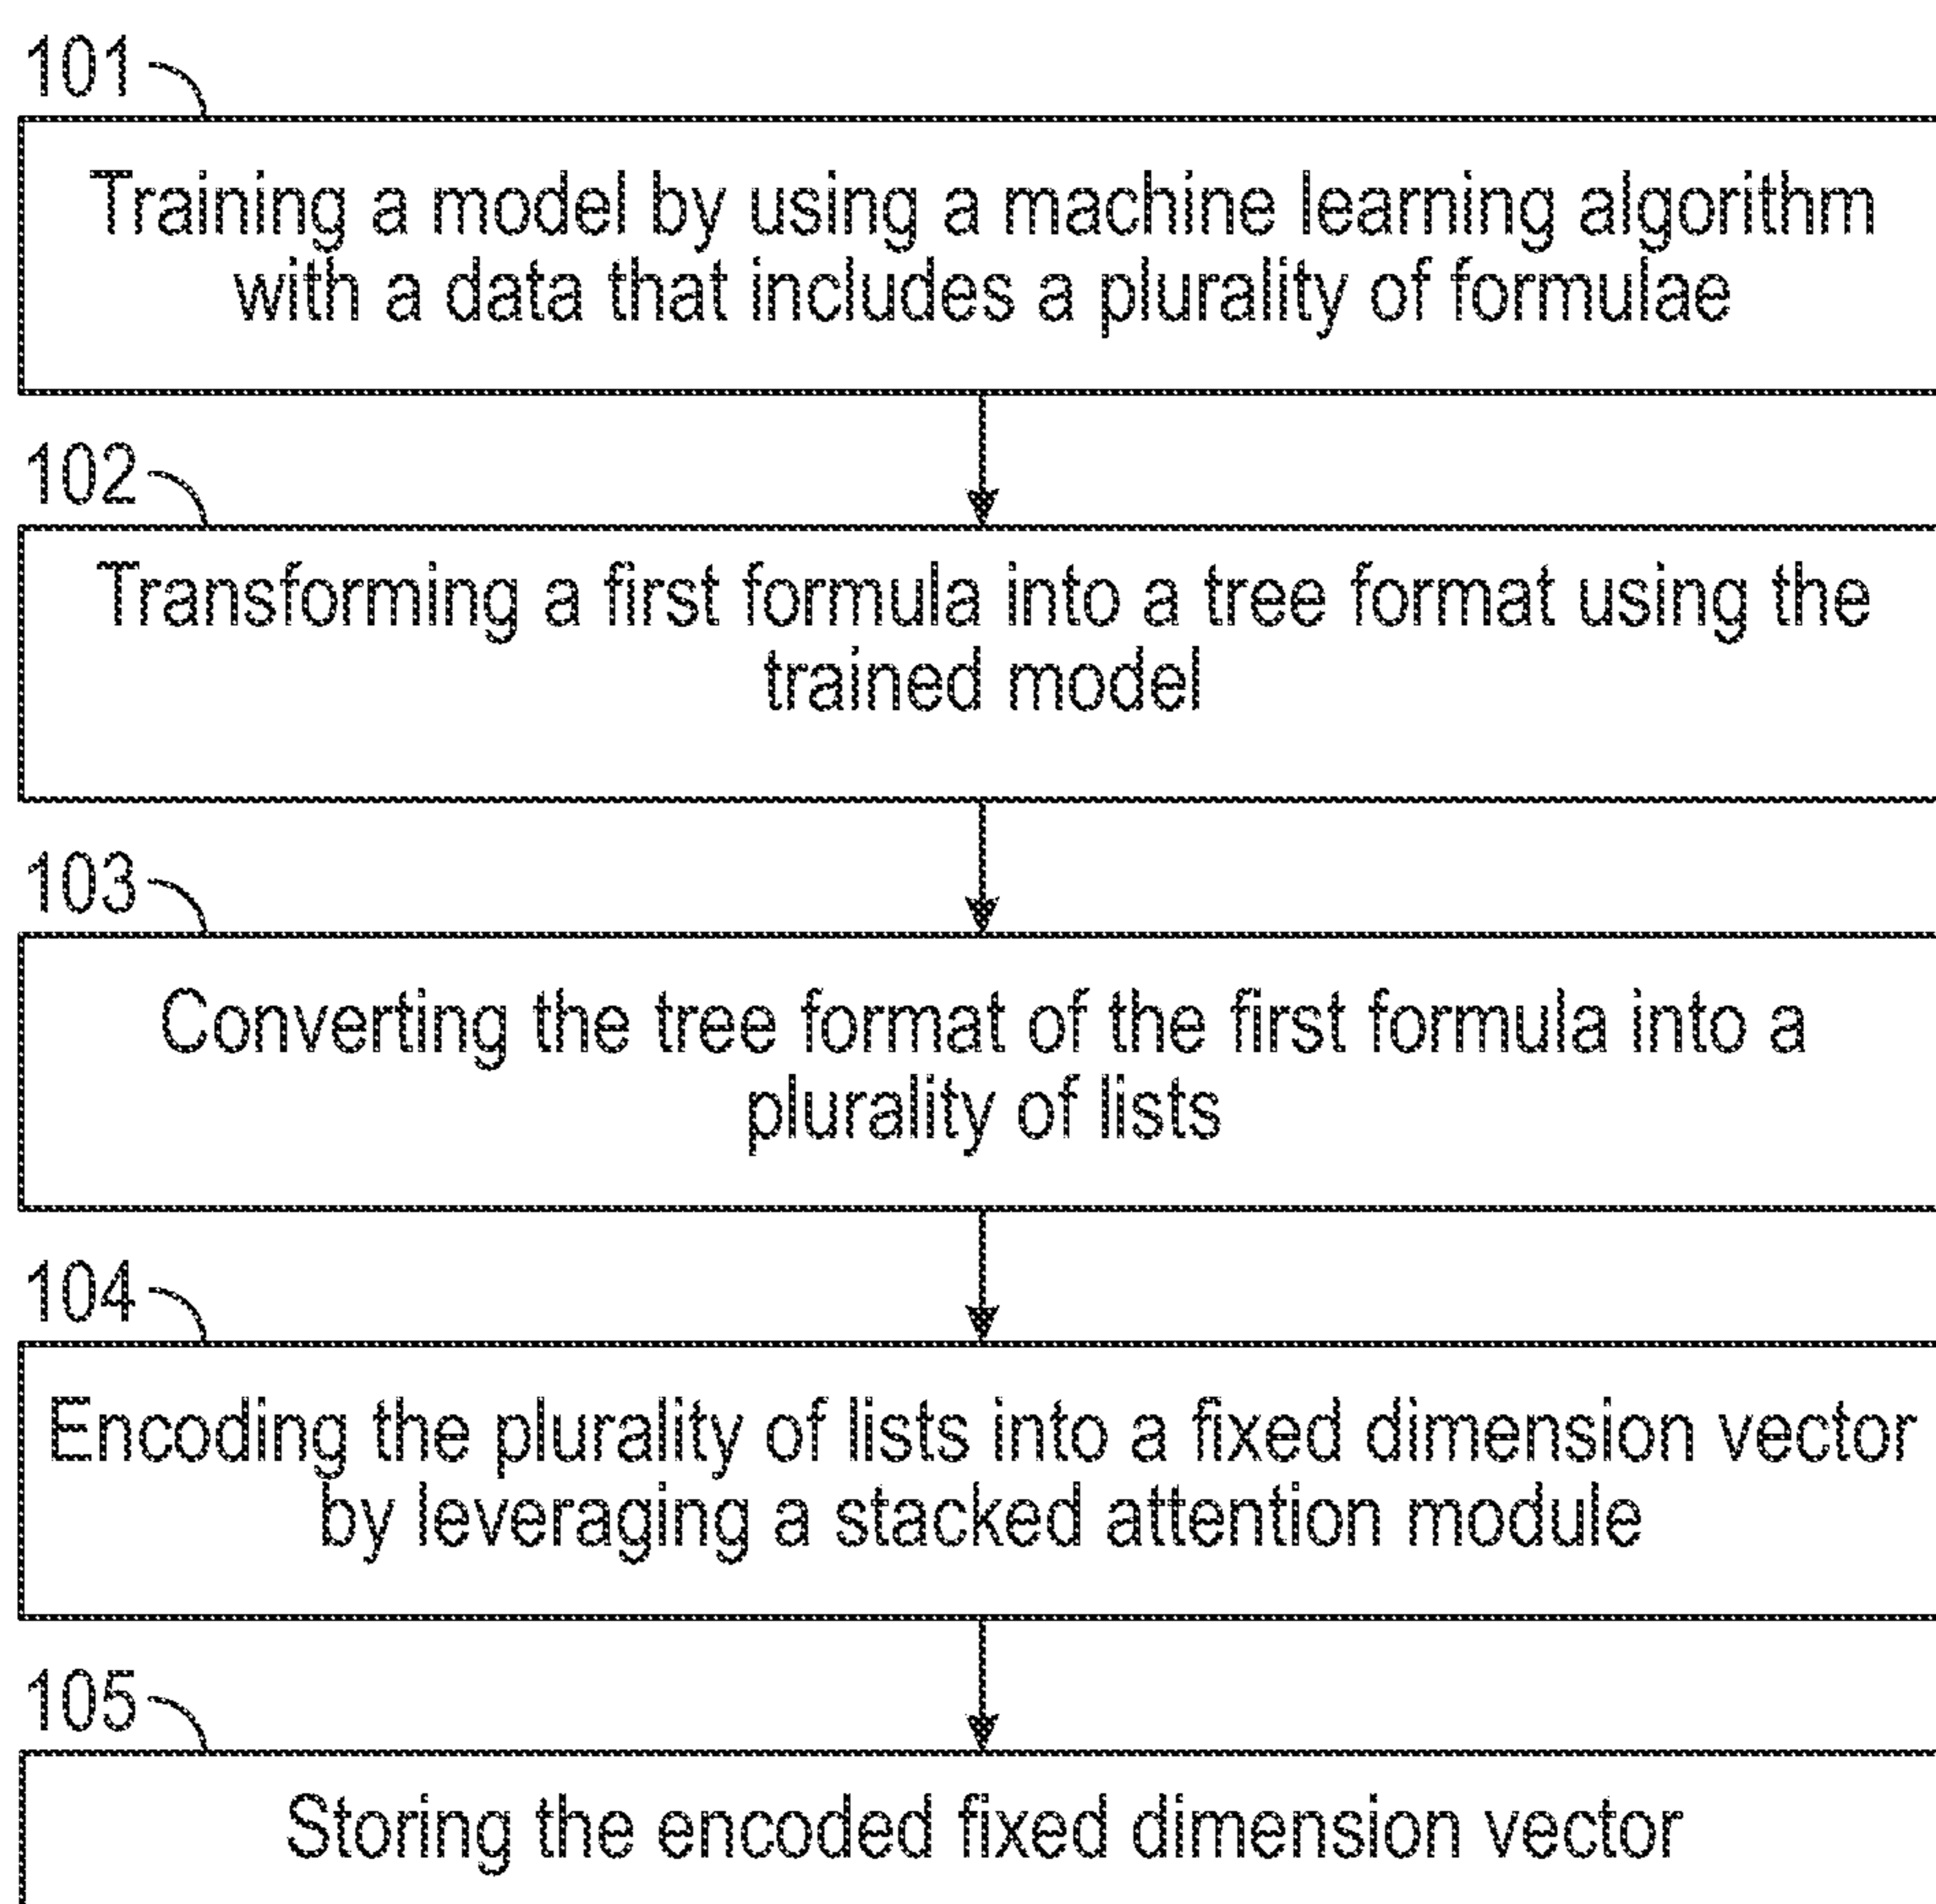 101
Training a model by using a machine learning algorithm
with a data that includes a plurality of formulae
102
Transforming a first formula into a tree format using the
trained model
103
Converting the tree format of the first formula into a
plurality of lists
104
Encoding the plurality of lists into a fixed dimension vector
by leveraging a stacked attention module
105
Storing the encoded fixed dimension vector